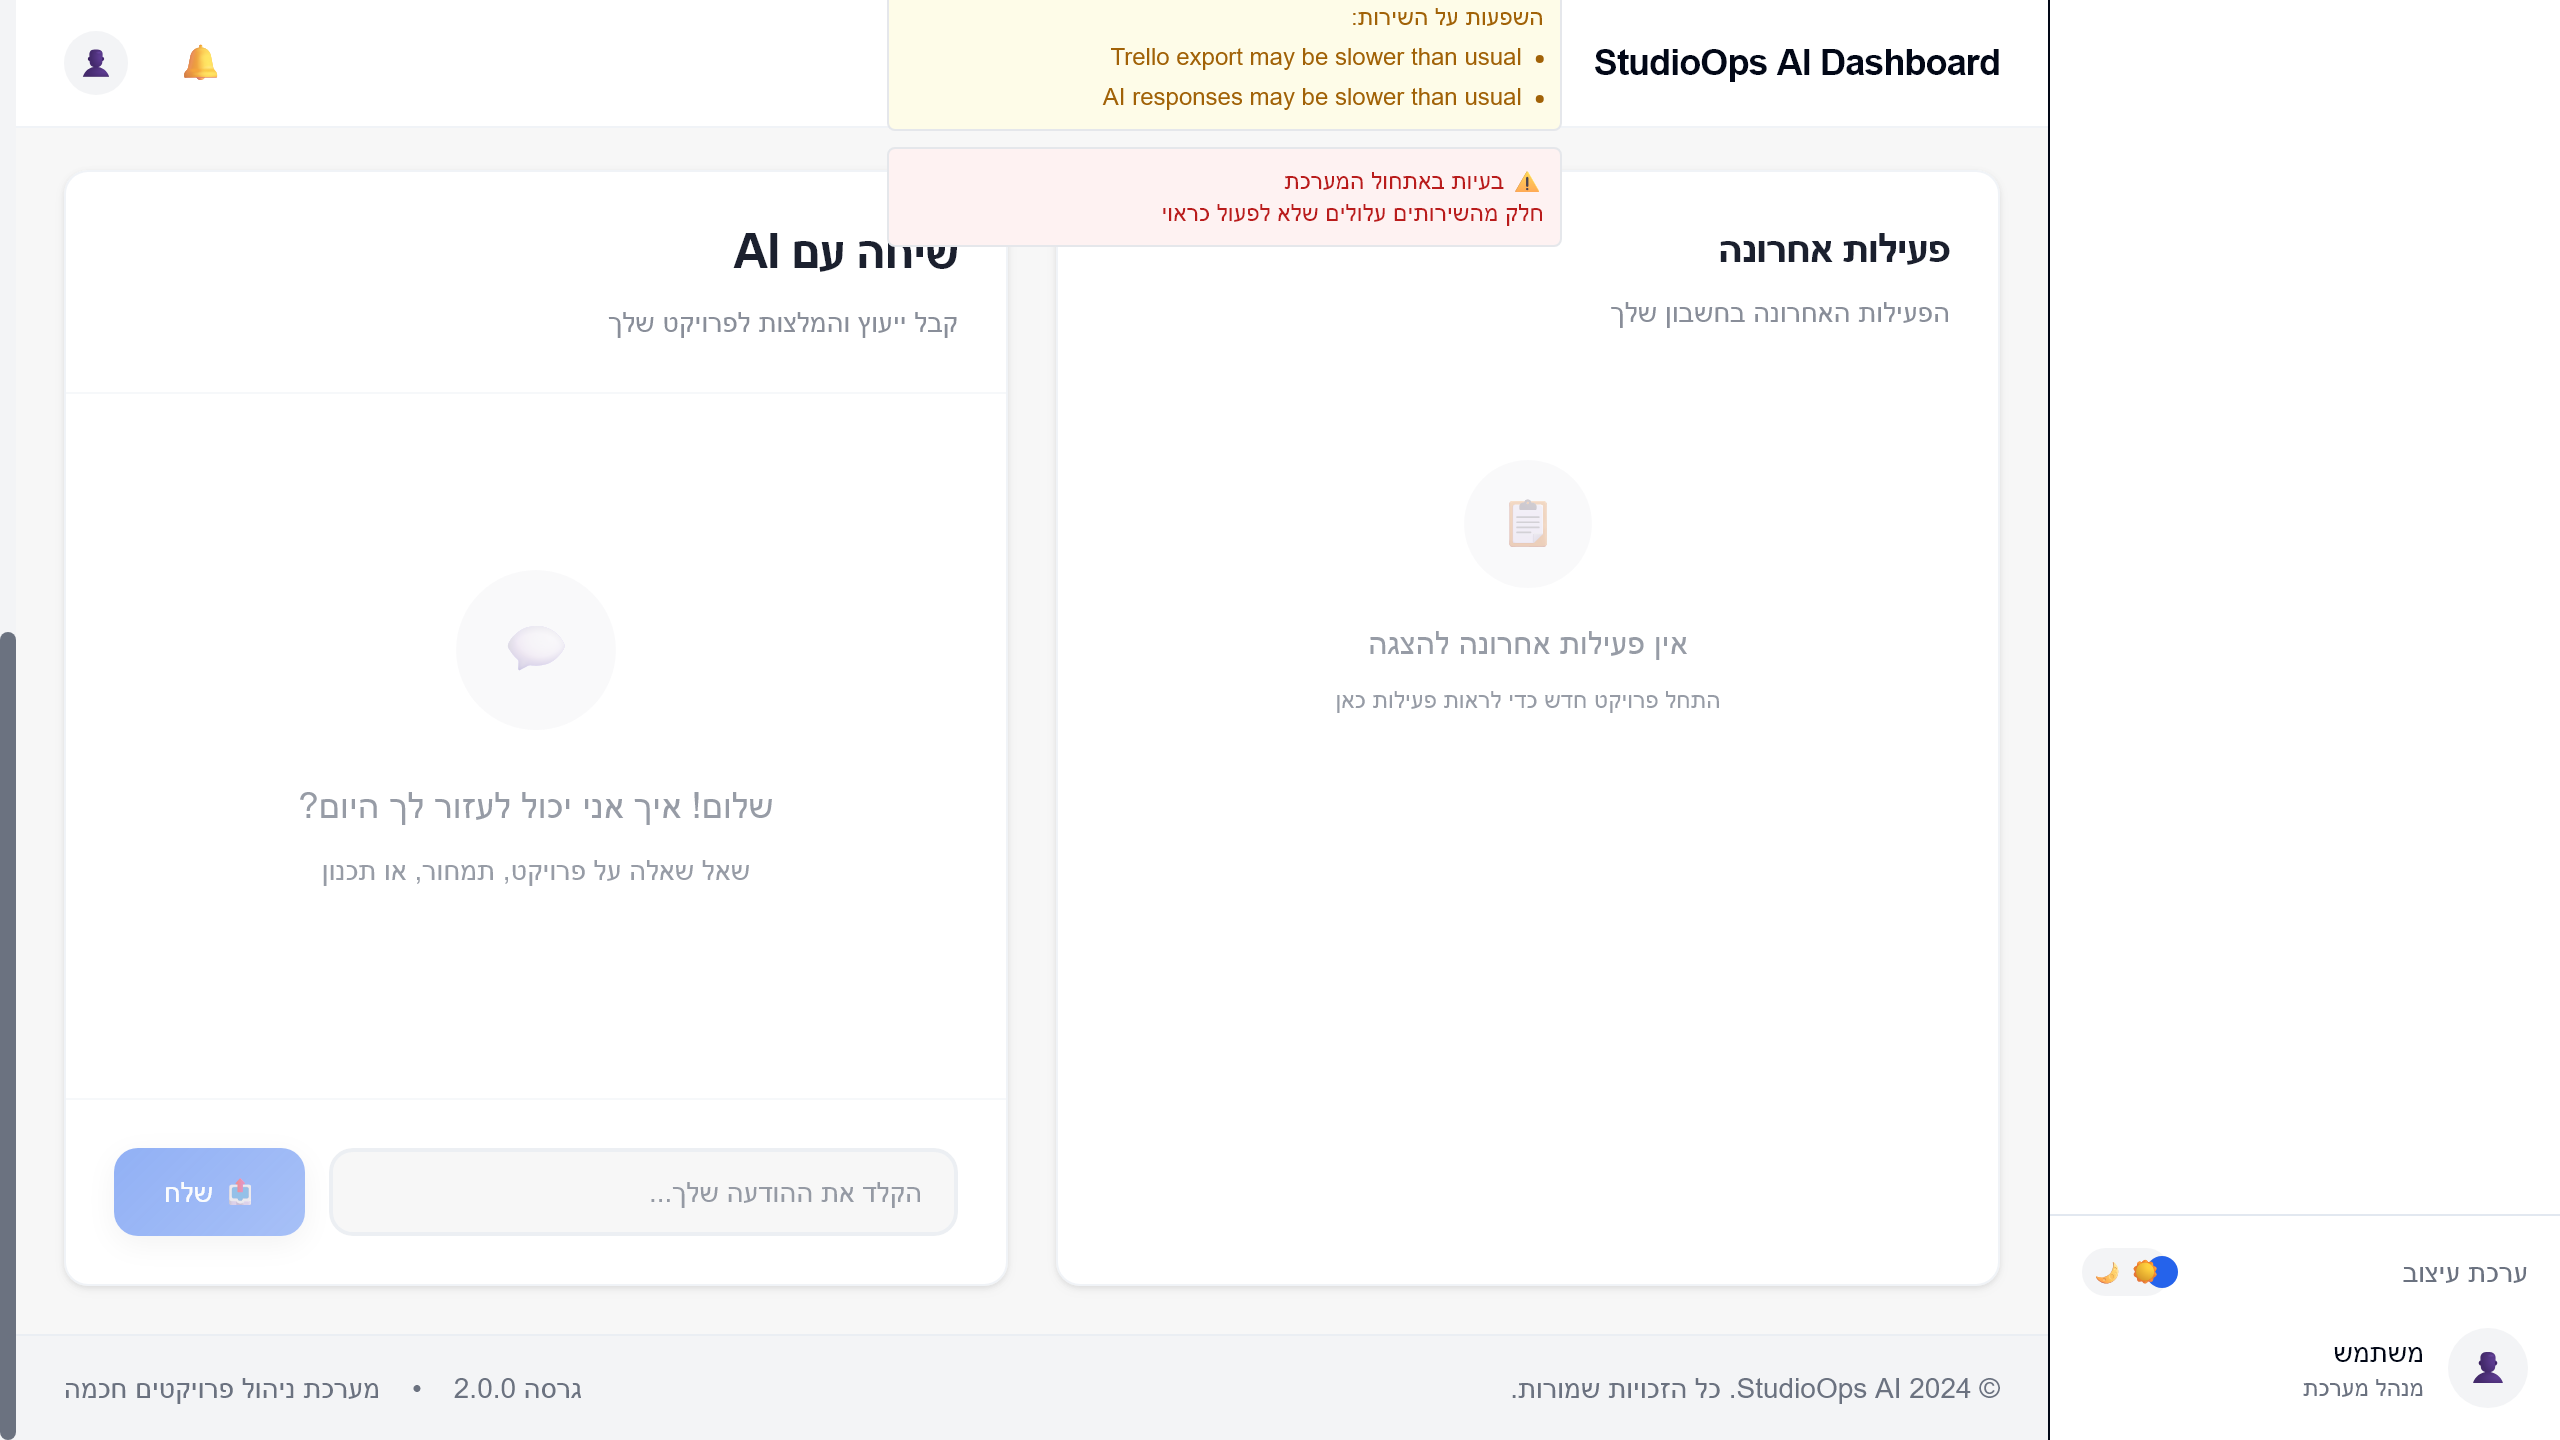 StudioOps AI Dashboard
השפעות על השירות:
• Trello export may be slower than usual
• AI responses may be slower than usual
בעיות באתחול המערכת
חלק מהשירותים עלולים שלא לפעול כראוי
פעילות אחרונה
הפעילות האחרונה בחשבון שלך
אין פעילות אחרונה להצגה
התחל פרויקט חדש כדי לראות פעילות כאן
שיחה עם AI
קבל ייעוץ והמלצות לפרויקט שלך
שלום! איך אני יכול לעזור לך היום?
שאל שאלה על פרויקט, תמחור, או תכנון
הקלד את ההודעה שלך...
שלח
ערכת עיצוב
משתמש
מנהל מערכת
© 2024 StudioOps AI. כל הזכויות שמורות.
גרסה 2.0.0 • מערכת ניהול פרויקטים חכמה